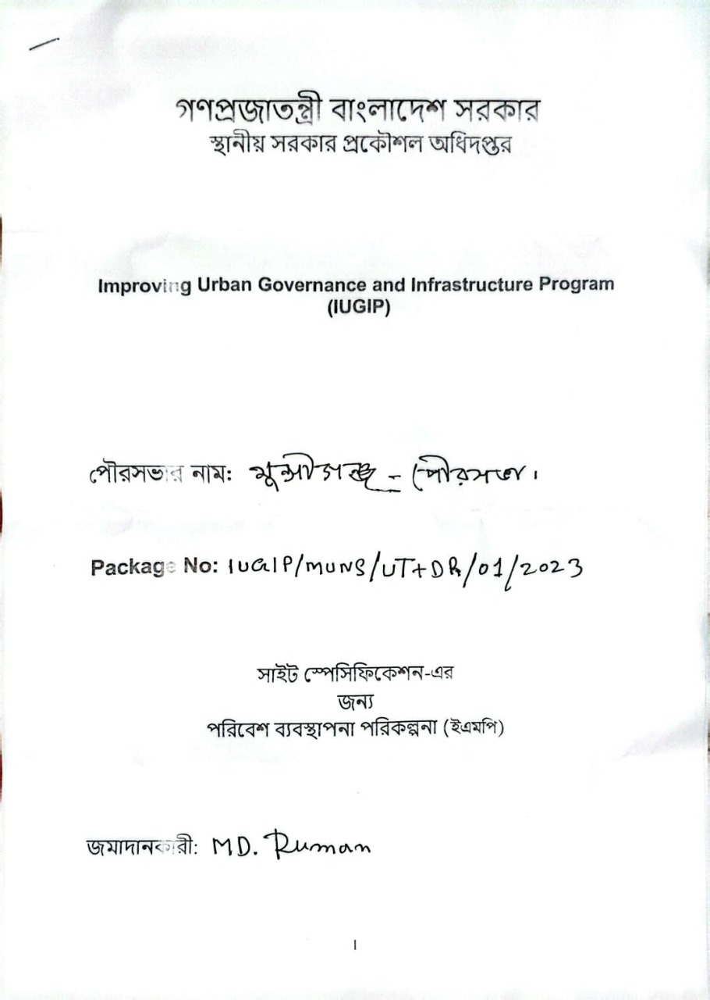 গণপ্রজাতন্ত্রী বাংলাদেশ সরকার
স্থানীয় সরকার প্রকৌশল অধিদপ্তর
Improving Urban Governance and Infrastructure Program
(IUGIP)
পৌরসভার নাম: মুন্সীগঞ্জ - পৌরসভা।
Package No: IUGIP/MUNS/UT+DR/01/2023
সাইট স্পেসিফিকেশন-এর
জন্য
পরিবেশ ব্যবস্থাপনা পরিকল্পনা (ইএমপি)
জমাদানকারী: MD. Ruman
1